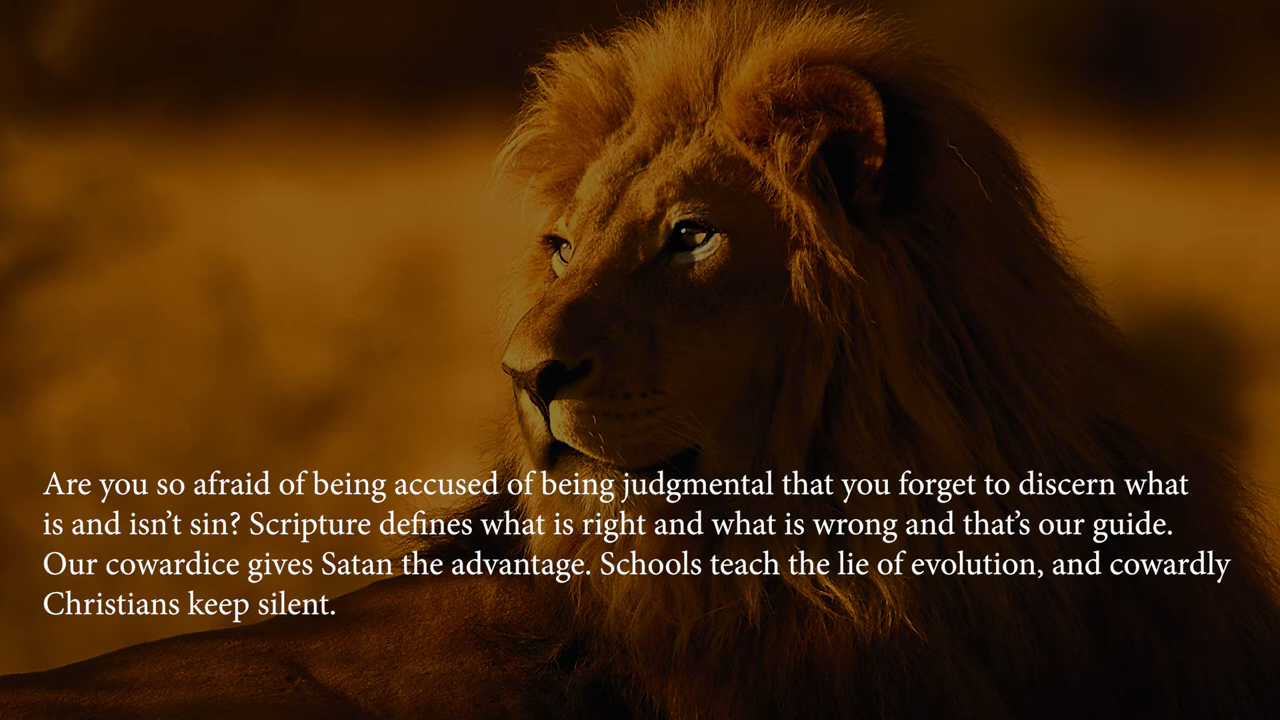 Are you so afraid of being accused of being judgmental that you forget to discern what
is and isn’t sin? Scripture defines what is right and what is wrong and that’s our guide.
Our cowardice gives Satan the advantage. Schools teach the lie of evolution, and cowardly
Christians keep silent.